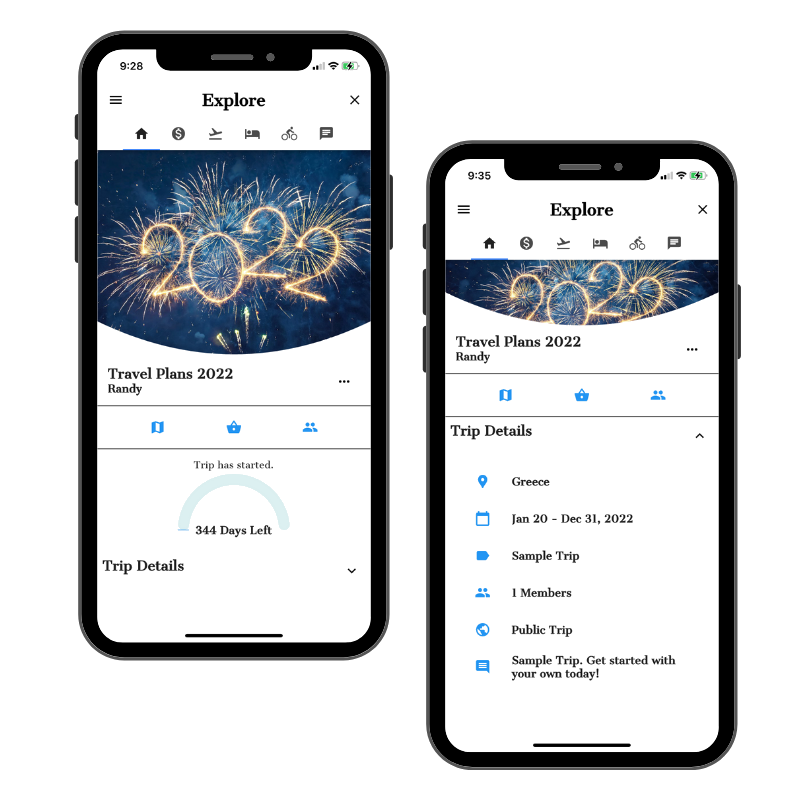 9:28
Explore
2022
Travel Plans 2022
Randy
Trip has started.
344 Days Left
Trip Details
9:35
Explore
2022
Travel Plans 2022
Randy
Trip Details
Greece
Jan 20 - Dec 31, 2022
Sample Trip
1 Members
Public Trip
Sample Trip. Get started with
your own today!